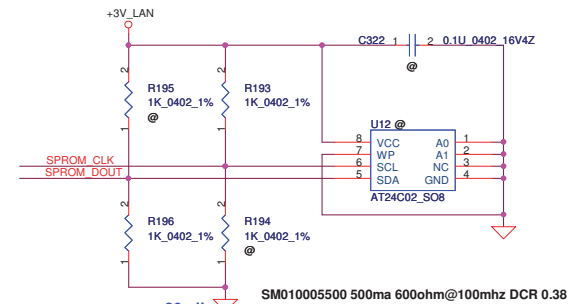 +3V_LAN
C322 1 2 0.1U_0402_16V4Z
@
2 2
R195 R193
1K_0402_1% 1K_0402_1%
@
1 1
U12 @
8 VCC A0 1
7 WP A1 2
6 SCL NC 3
5 SDA GND 4
AT24C02_SO8
SPROM_CLK
SPROM_DOUT
2 2
R196 R194
1K_0402_1% 1K_0402_1%
@
1 1
SM010005500 500ma 600ohm@100mhz DCR 0.38